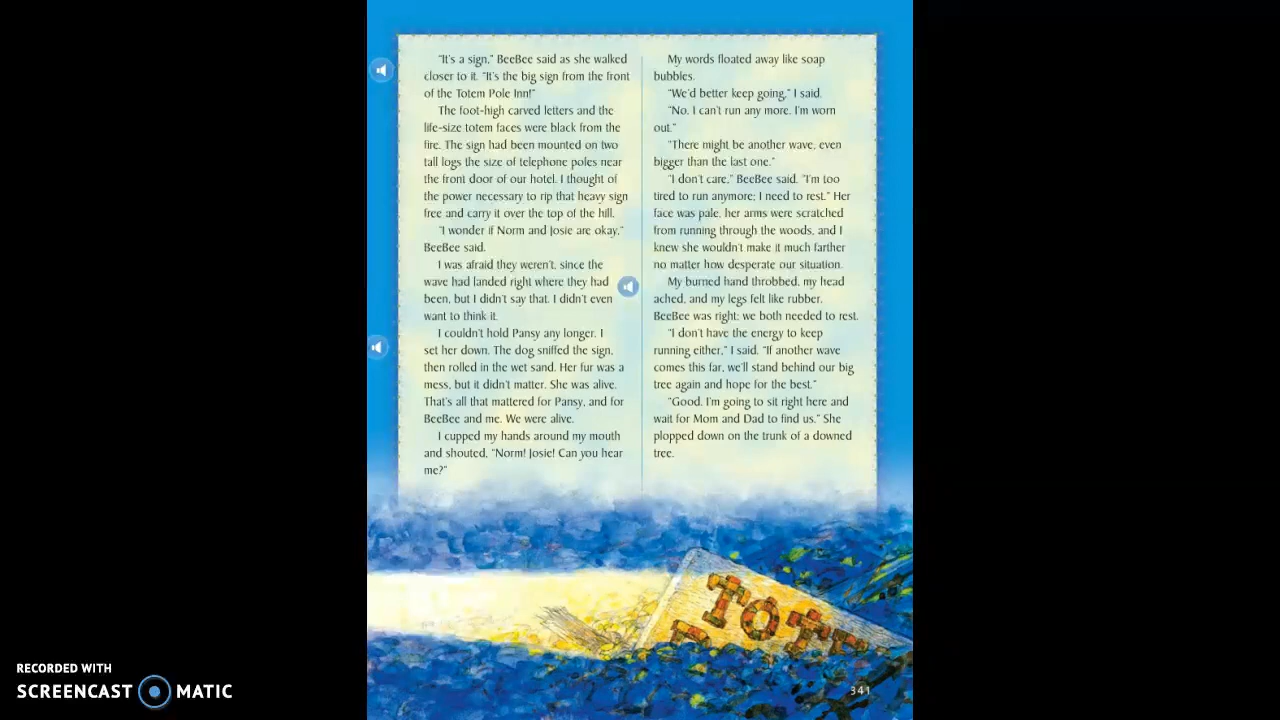 "It's a sign," BeeBee said as she walked
closer to it. "It's the big sign from the front
of the Totem Pole Inn!"
The foot-high carved letters and the
life-size totem faces were black from the
fire. The sign had been mounted on two
tall logs the size of telephone poles near
the front door of our hotel. I thought of
the power necessary to rip that heavy sign
free and carry it over the top of the hill.
"I wonder if Norm and Josie are okay,"
BeeBee said.
I was afraid they weren't, since the
wave had landed right where they had
been, but I didn't say that. I didn't even
want to think it.
I couldn't hold Pansy any longer. I
set her down. The dog sniffed the sign,
then rolled in the wet sand. Her fur was a
mess, but it didn't matter. She was alive.
That's all that mattered for Pansy, and for
BeeBee and me. We were alive.
I cupped my hands around my mouth
and shouted, "Norm! Josie! Can you hear
me?"
My words floated away like soap
bubbles.
"We'd better keep going," I said.
"No. I can't run any more. I'm worn
out."
"There might be another wave, even
bigger than the last one."
"I don't care," BeeBee said. "I'm too
tired to run anymore; I need to rest." Her
face was pale, her arms were scratched
from running through the woods, and I
knew she wouldn't make it much farther
no matter how desperate our situation.
My burned hand throbbed, my head
ached, and my legs felt like rubber.
BeeBee was right; we both needed to rest.
"I don't have the energy to keep
running either," I said. "If another wave
comes this far, we'll stand behind our big
tree again and hope for the best."
"Good. I'm going to sit right here and
wait for Mom and Dad to find us." She
plopped down on the trunk of a downed
tree.
TOTE
341
RECORDED WITH
SCREENCAST MATIC